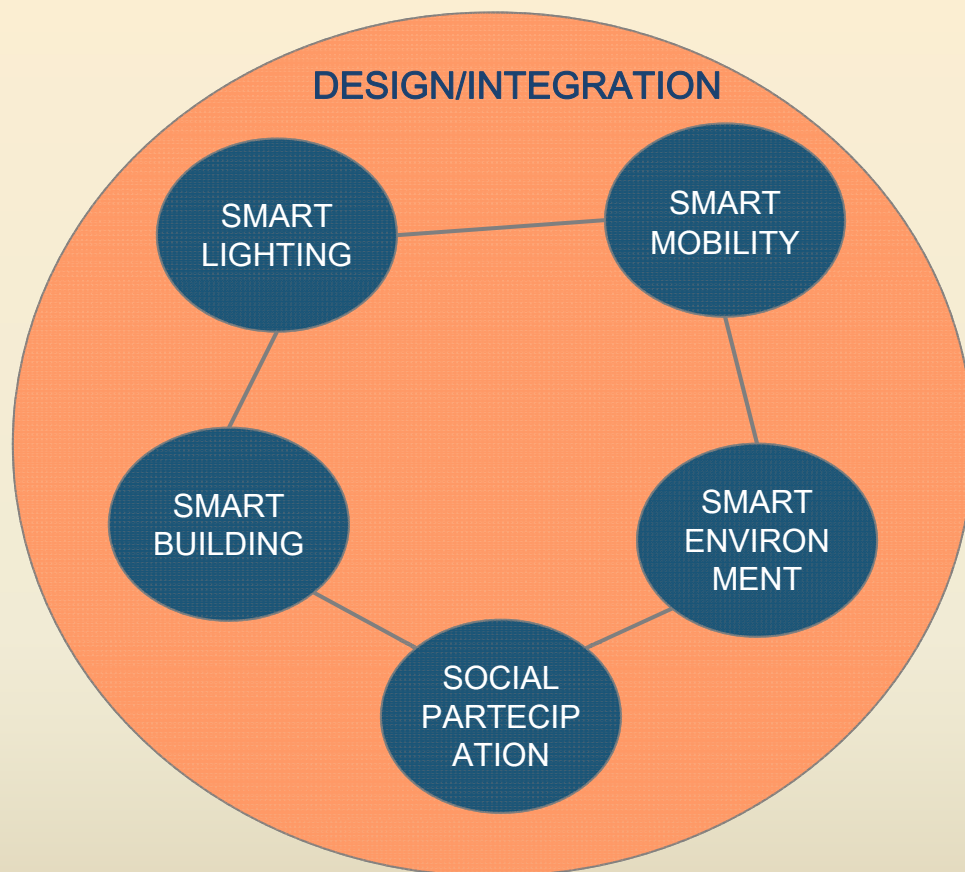 DESIGN/INTEGRATION
SMART
LIGHTING
SMART
MOBILITY
SMART
BUILDING
SMART
ENVIRON
MENT
SOCIAL
PARTECIP
ATION